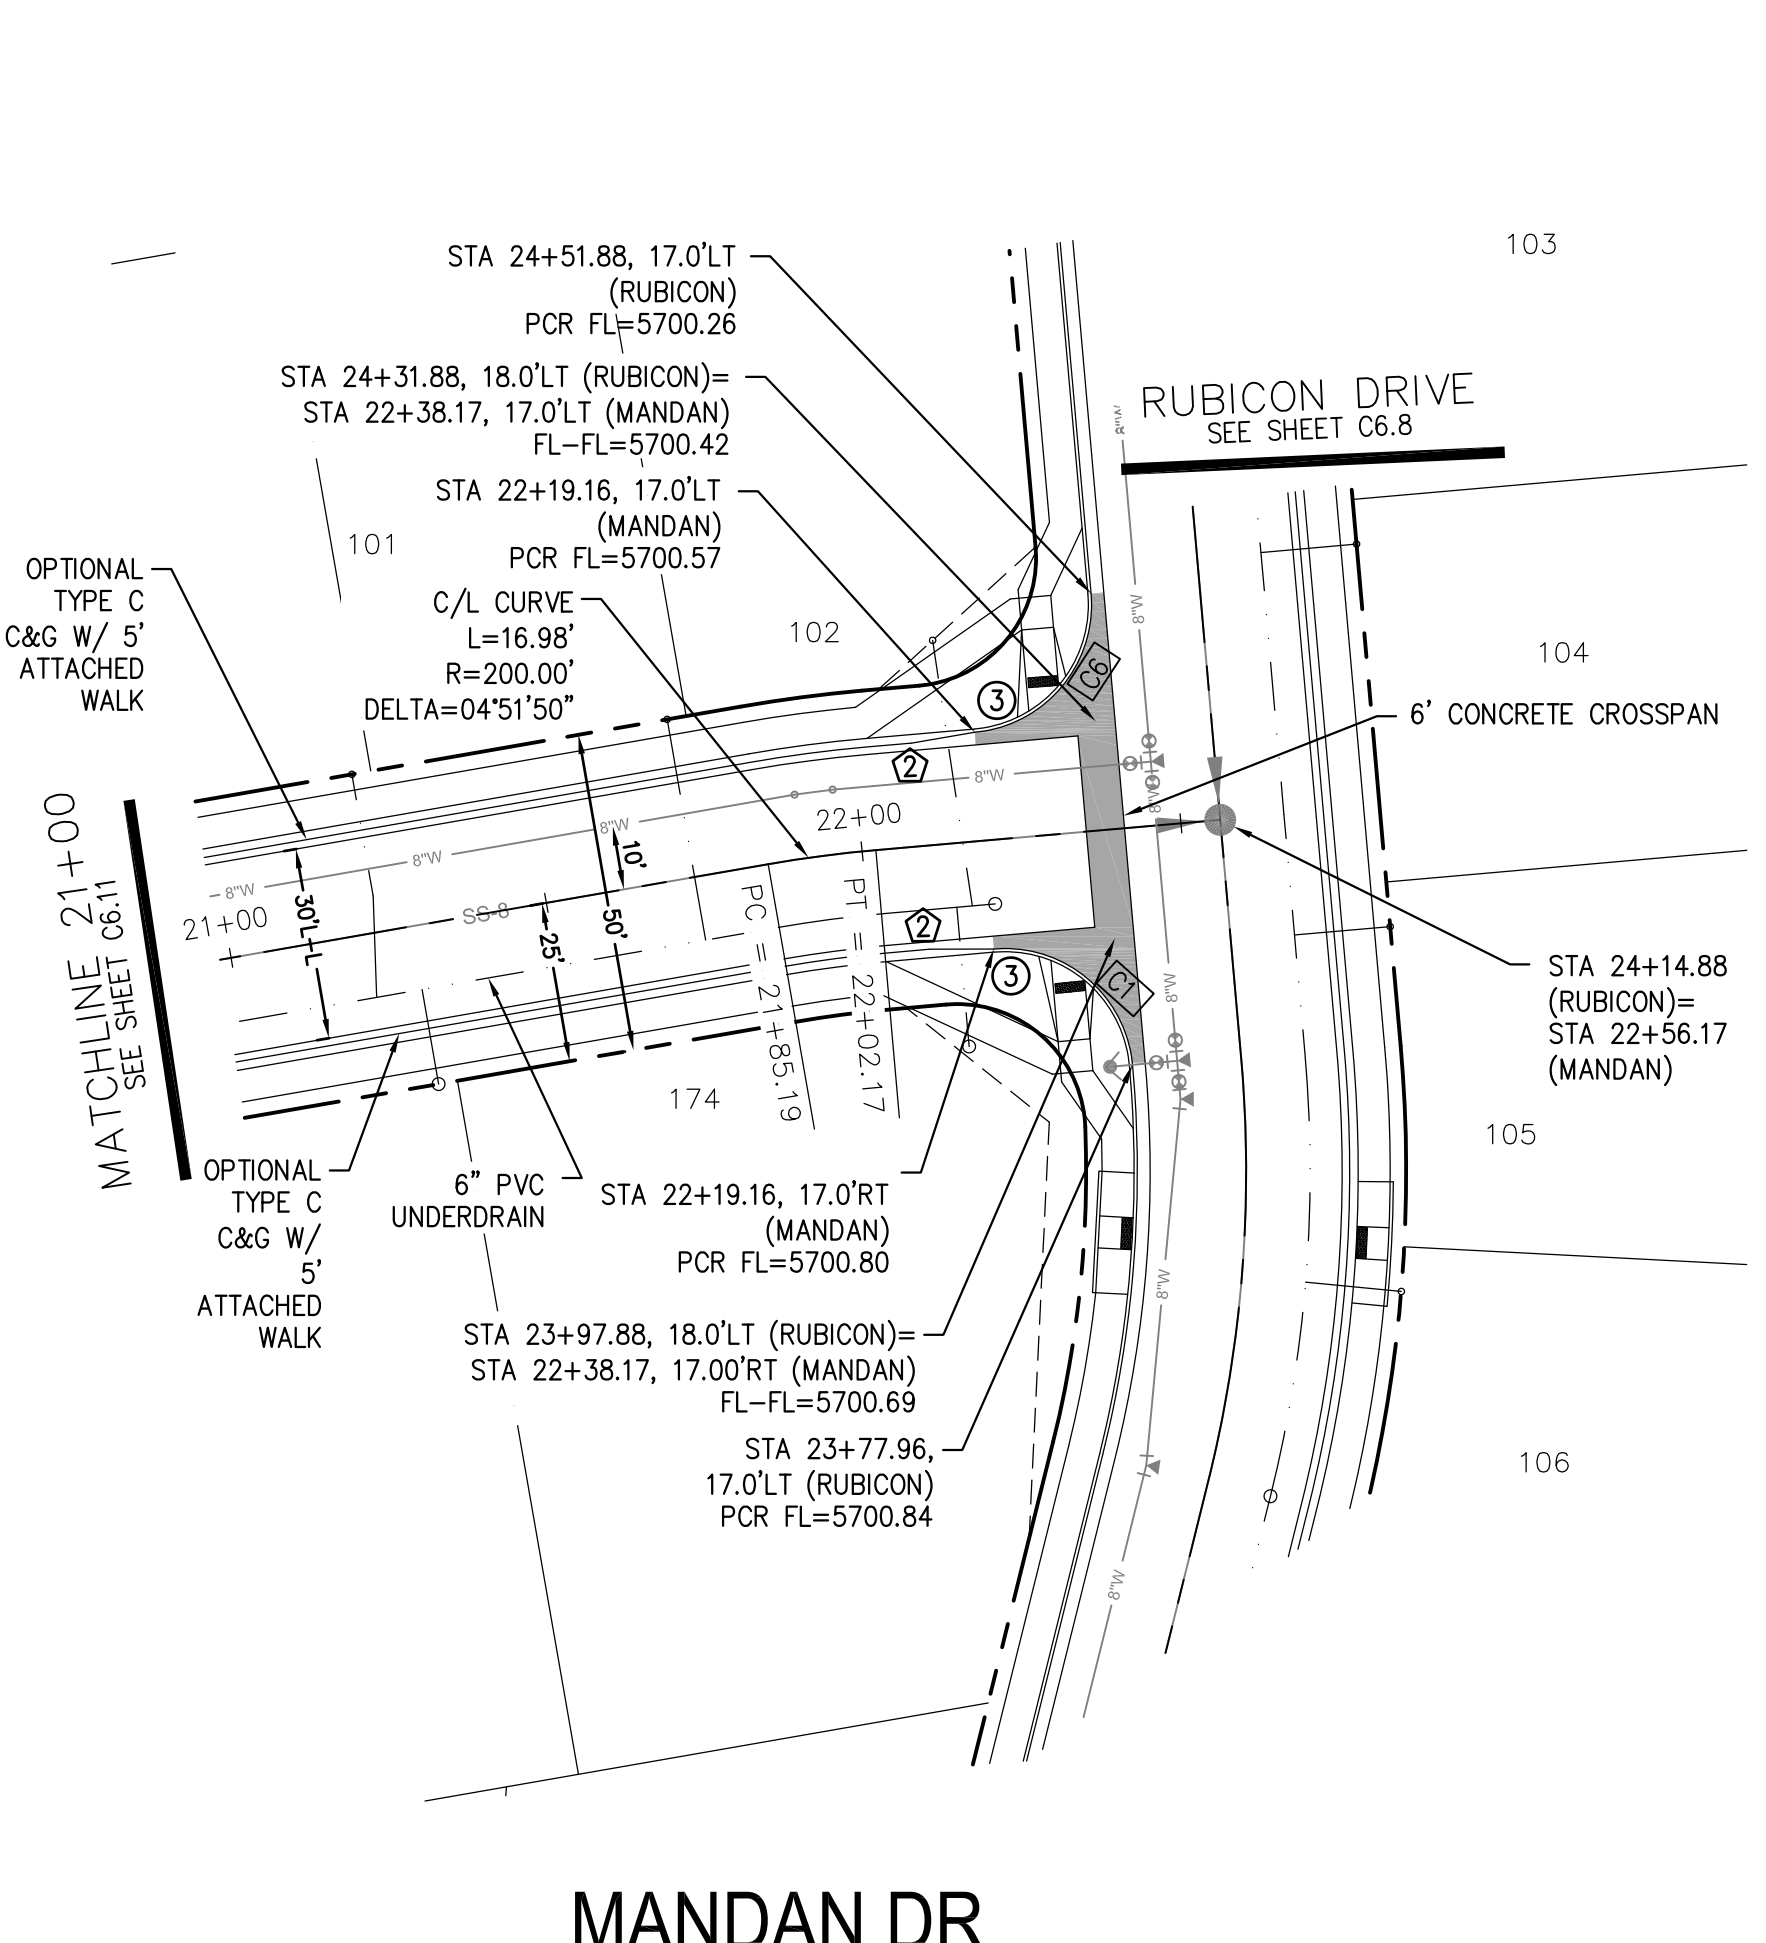 STA 24+51.88, 17.0'LT
(RUBICON)
PCR FL=5700.26
STA 24+31.88, 18.0'LT (RUBICON)=
STA 22+38.17, 17.0'LT (MANDAN)
FL-FL=5700.42
STA 22+19.16, 17.0'LT
(MANDAN)
PCR FL=5700.57
C/L CURVE
L=16.98'
R=200.00'
DELTA=04°51'50"
OPTIONAL
TYPE C
C&G W/ 5'
ATTACHED
WALK
101
102
103
RUBICON DRIVE
SEE SHEET C6.8
8"W
8"W
104
C6
3
6' CONCRETE CROSSPAN
2
8"W
8"W
22+00
8"W
10'
8"W
8"W
MATCHLINE 21+00
SEE SHEET C6.11
21+00
30'L-L
SS-8
25'
50'
PC = 21+85.19
PT = 22+02.17
2
3
C1
8"W
STA 24+14.88
(RUBICON)=
STA 22+56.17
(MANDAN)
174
105
OPTIONAL
TYPE C
C&G W/
5'
ATTACHED
WALK
6" PVC
UNDERDRAIN
STA 22+19.16, 17.0'RT
(MANDAN)
PCR FL=5700.80
8"W
STA 23+97.88, 18.0'LT (RUBICON)=
STA 22+38.17, 17.00'RT (MANDAN)
FL-FL=5700.69
STA 23+77.96,
17.0'LT (RUBICON)
PCR FL=5700.84
106
8"W
MANDAN DR